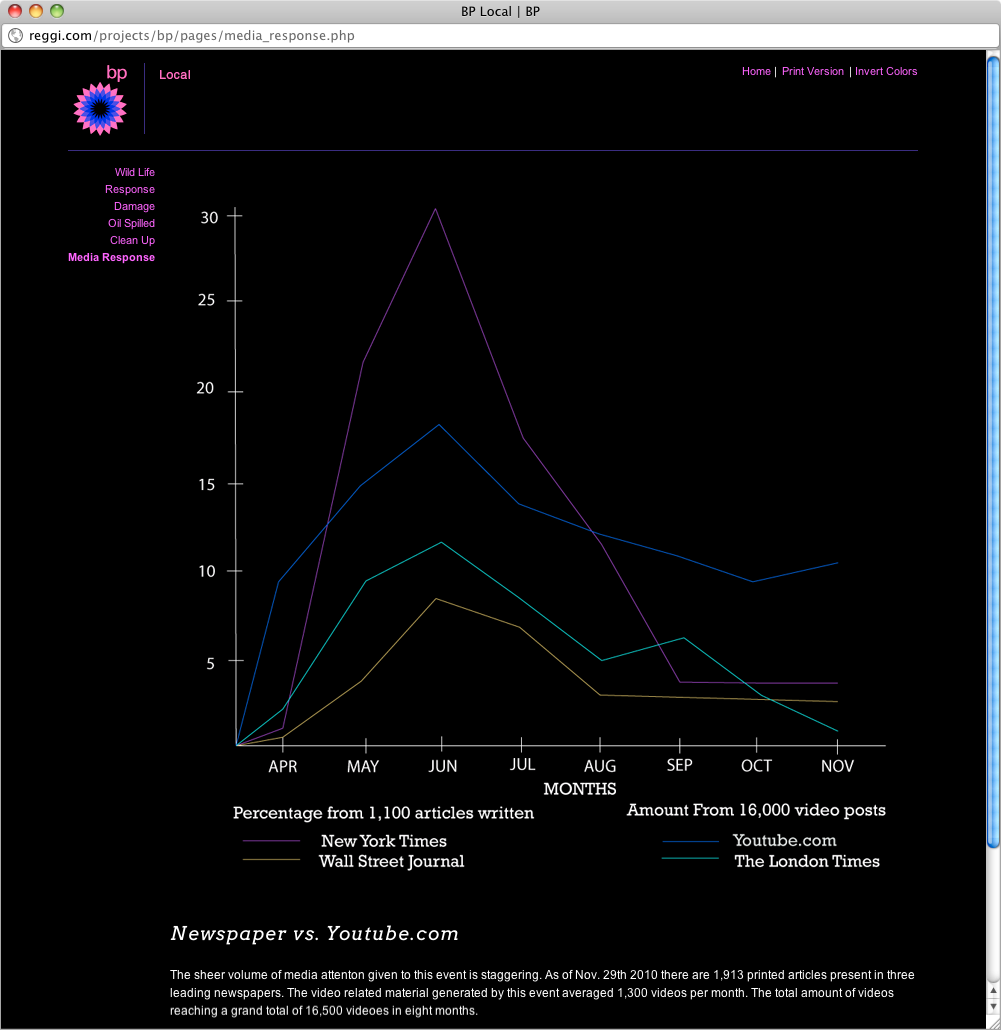 BP Local | BP
reggi.com/projects/bp/pages/media_response.php
bp
Local
Home | Print Version | Invert Colors
Wild Life
Response
Damage
Oil Spilled
Clean Up
Media Response
30
25
20
15
10
5
APR MAY JUN JUL AUG SEP OCT NOV
MONTHS
Percentage from 1,100 articles written
New York Times
Wall Street Journal
Amount From 16,000 video posts
Youtube.com
The London Times
Newspaper vs. Youtube.com
The sheer volume of media attenton given to this event is staggering. As of Nov. 29th 2010 there are 1,913 printed articles present in three
leading newspapers. The video related material generated by this event averaged 1,300 videos per month. The total amount of videos
reaching a grand total of 16,500 videoes in eight months.